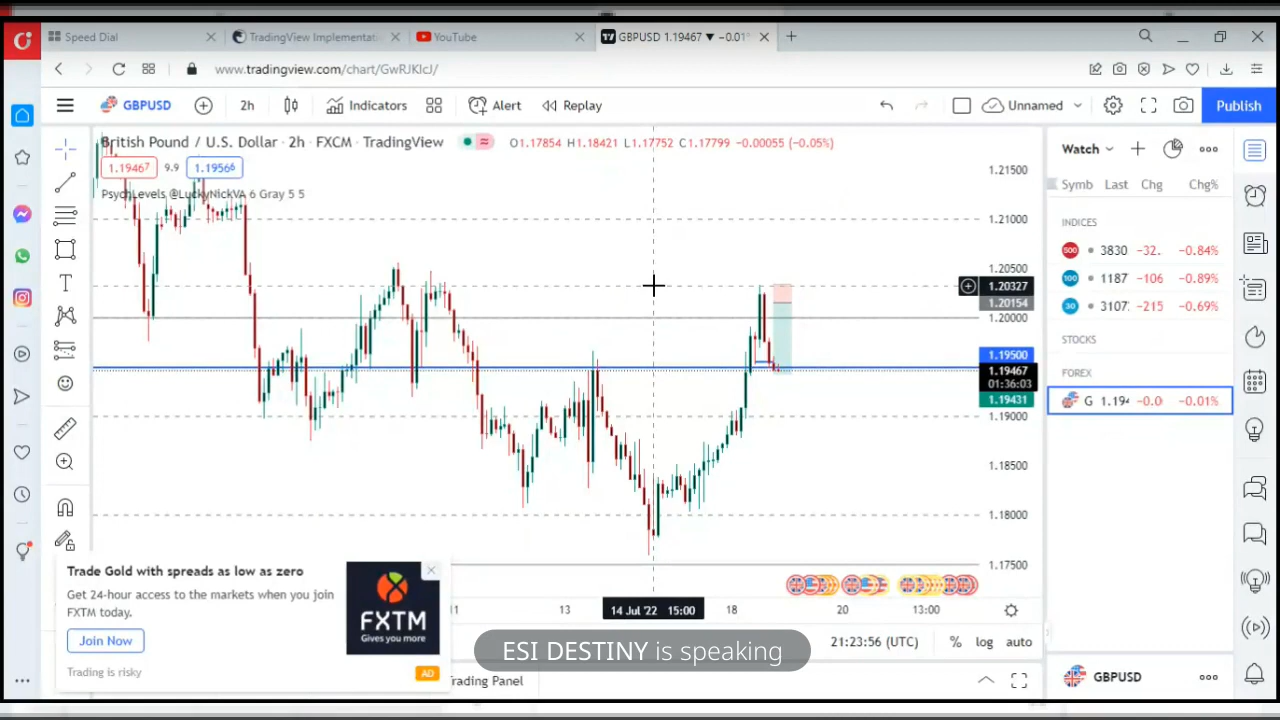 Speed Dial
TradingView Implementati
YouTube
GBPUSD 1.19467 ▼ −0.01%
www.tradingview.com/chart/GwRJKlcJ/
GBPUSD
2h
Indicators
Alert
Replay
Unnamed
Publish
British Pound / U.S. Dollar · 2h · FXCM · TradingView
O1.17854 H1.18421 L1.17752 C1.17799 −0.00055 (−0.05%)
1.19467
9.9
1.19566
PsychLevels @LuckyNickVA 6 Gray 5 5
1.21500
1.21000
1.20500
1.20327
1.20154
1.20000
1.19500
1.19467
01:36:03
1.19431
1.19000
1.18500
1.18000
1.17500
Watch
Symb Last Chg Chg%
INDICES
500 3830 −32. −0.84%
100 1187 −106 −0.89%
30 3107 −215 −0.69%
STOCKS
FOREX
G 1.194 −0.0 −0.01%
GBPUSD
11
13
14 Jul '22 15:00
18
20
13:00
21:23:56 (UTC)
%
log
auto
Trade Gold with spreads as low as zero
Get 24-hour access to the markets when you join
FXTM today.
Join Now
Trading is risky
AD
FXTM
Gives you more
rading Panel
ESI DESTINY is speaking